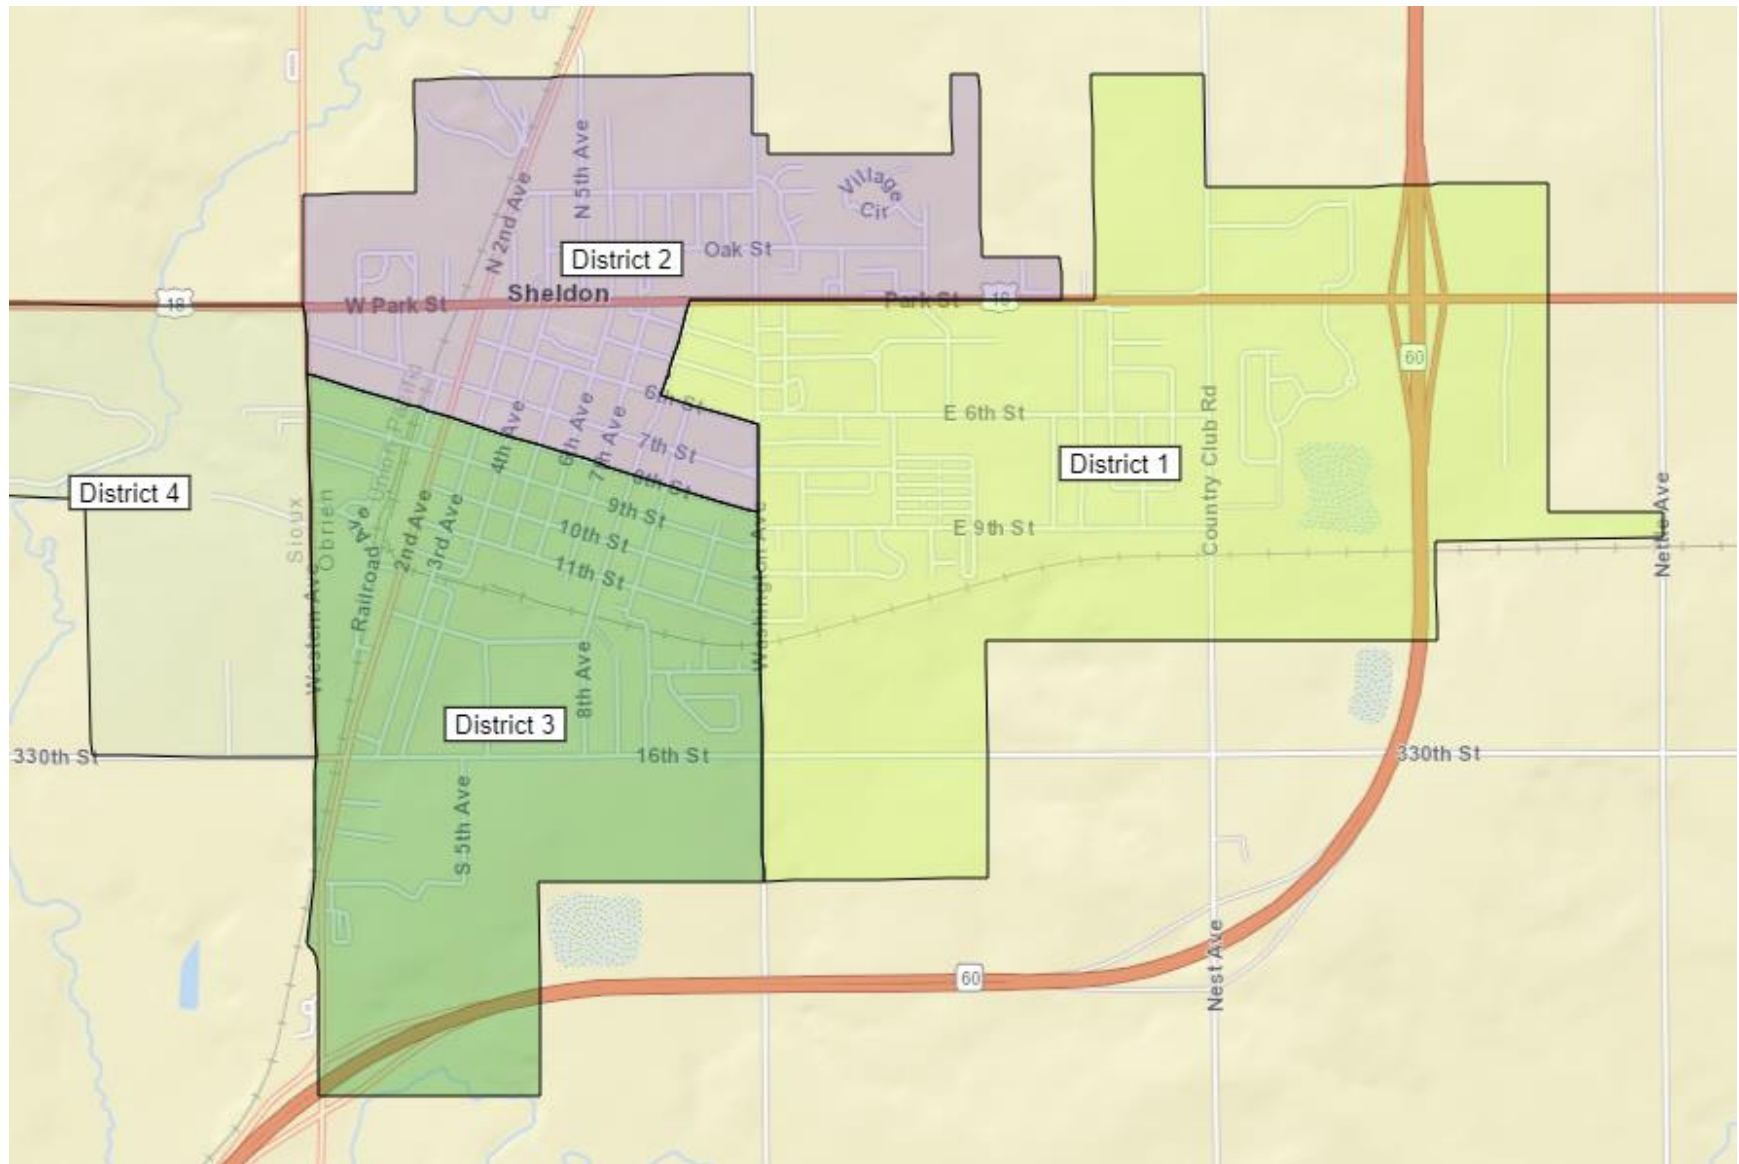 N 5th Ave
N 2nd Ave
Village
Cir
Oak St
District 2
Sheldon
18
W Park St
Park St
18
60
6th St
E 6th St
7th St
District 1
Country Club Rd
4th Ave
6th Ave
7th Ave
8th St
District 4
9th St
E 9th St
10th St
11th St
Sioux
Obrien
Union Pacific
Railroad Ave
2nd Ave
3rd Ave
Western Ave
Washington Ave
Nettle Ave
8th Ave
District 3
330th St
16th St
330th St
S 5th Ave
60
Nest Ave